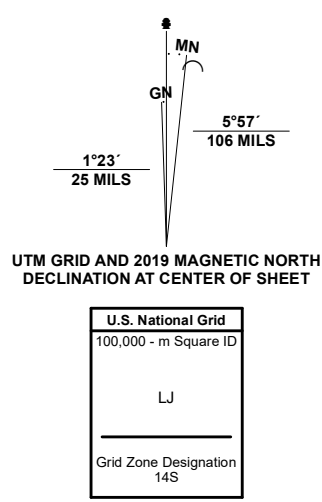 MN
GN
5°57´
106 MILS
1°23´
25 MILS
UTM GRID AND 2019 MAGNETIC NORTH
DECLINATION AT CENTER OF SHEET
U.S. National Grid
100,000 - m Square ID
LJ
Grid Zone Designation
14S